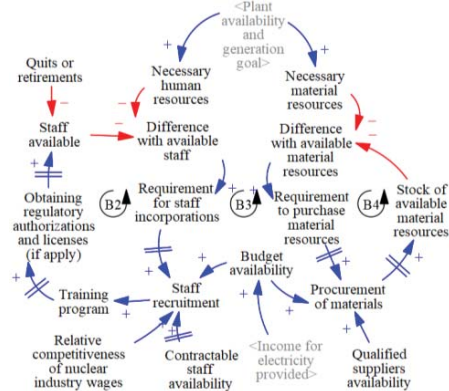 <Plant
availability
and
generation
goal>
Quits or
retirements
Necessary
human
resources
Necessary
material
resources
+
+
−
−
−
−
Staff
available
Difference
with available
staff
Difference
with available
material
resources
+
+
+
Obtaining
regulatory
authorizations
and licenses
(if apply)
B2
Requirement
for staff
incorporations
B3
Requirement
to purchase
material
resources
B4
Stock of
available
material
resources
+
+
+
+
Budget
availability
+
+
Training
program
+
Staff
recruitment
+
Procurement
of materials
+
+
+
+
Relative
competitiveness
of nuclear
industry wages
Contractable
staff
availability
<Income for
electricity
provided>
Qualified
suppliers
availability